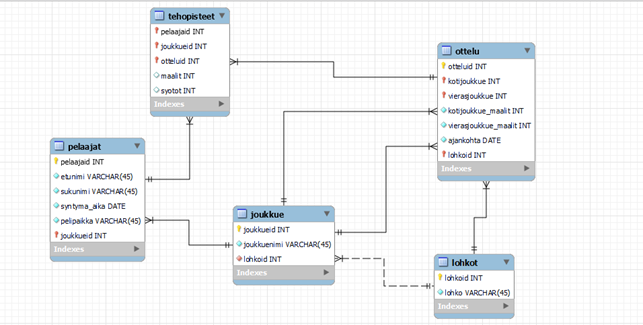 tehopisteet
pelaajaid INT
joukkueid INT
otteluid INT
maalit INT
syotot INT
Indexes
ottelu
otteluid INT
kotijoukkue INT
vierasjoukkue INT
kotijoukkue_maalit INT
vierasjoukkue_maalit INT
ajankohta DATE
lohkoid INT
Indexes
pelaajat
pelaajaid INT
etunimi VARCHAR(45)
sukunimi VARCHAR(45)
syntyma_aika DATE
pelipaikka VARCHAR(45)
joukkueid INT
Indexes
joukkue
joukkueid INT
joukkuenimi VARCHAR(45)
lohkoid INT
Indexes
lohkot
lohkoid INT
lohko VARCHAR(45)
Indexes